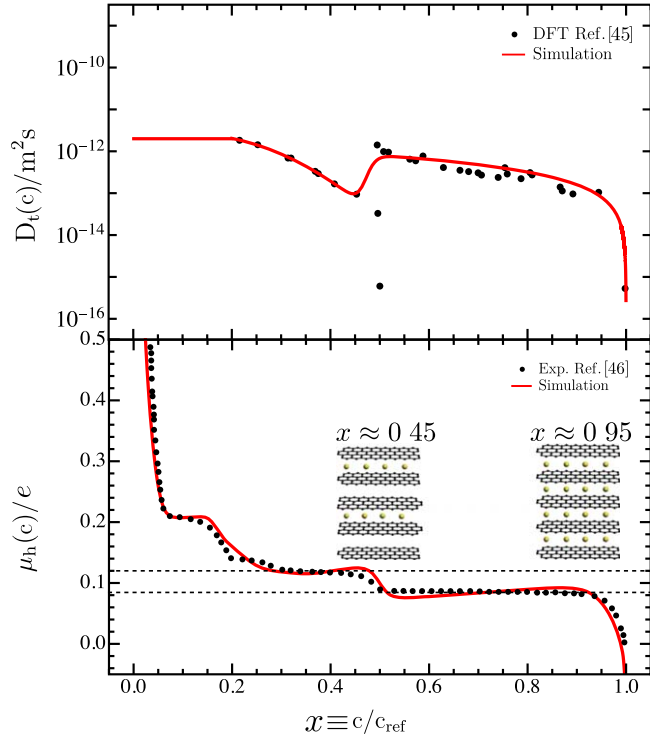 DFT Ref. [45]
Simulation
10⁻¹⁰
10⁻¹²
10⁻¹⁴
10⁻¹⁶
Dₜ(c)/m²s
Exp. Ref. [46]
Simulation
0.5
0.4
0.3
0.2
0.1
0.0
μₕ(c)/e
x ≈ 0 45
x ≈ 0 95
0.0 0.2 0.4 0.6 0.8 1.0
x ≡ c/c_ref